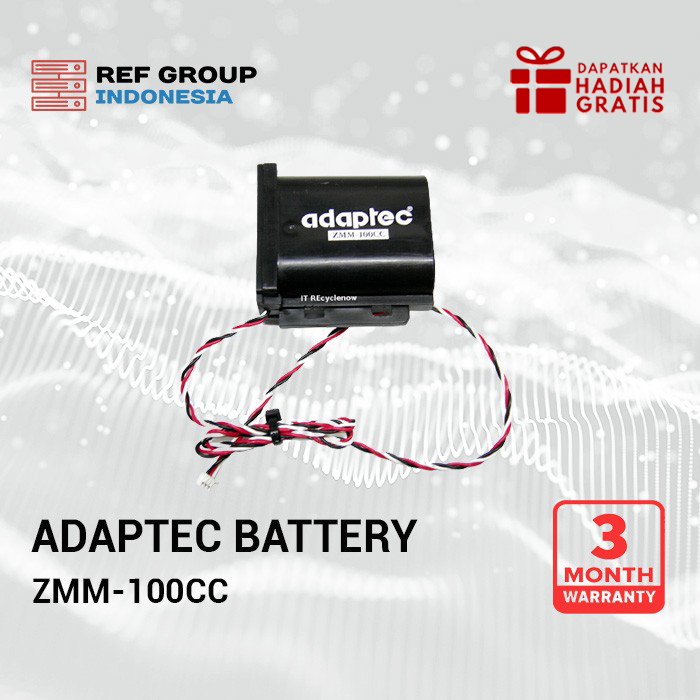 REF GROUP
INDONESIA
DAPATKAN
HADIAH
GRATIS
adaptec®
ZMM-100CC
IT REcyclenow
ADAPTEC BATTERY
ZMM-100CC
3
MONTH
WARRANTY